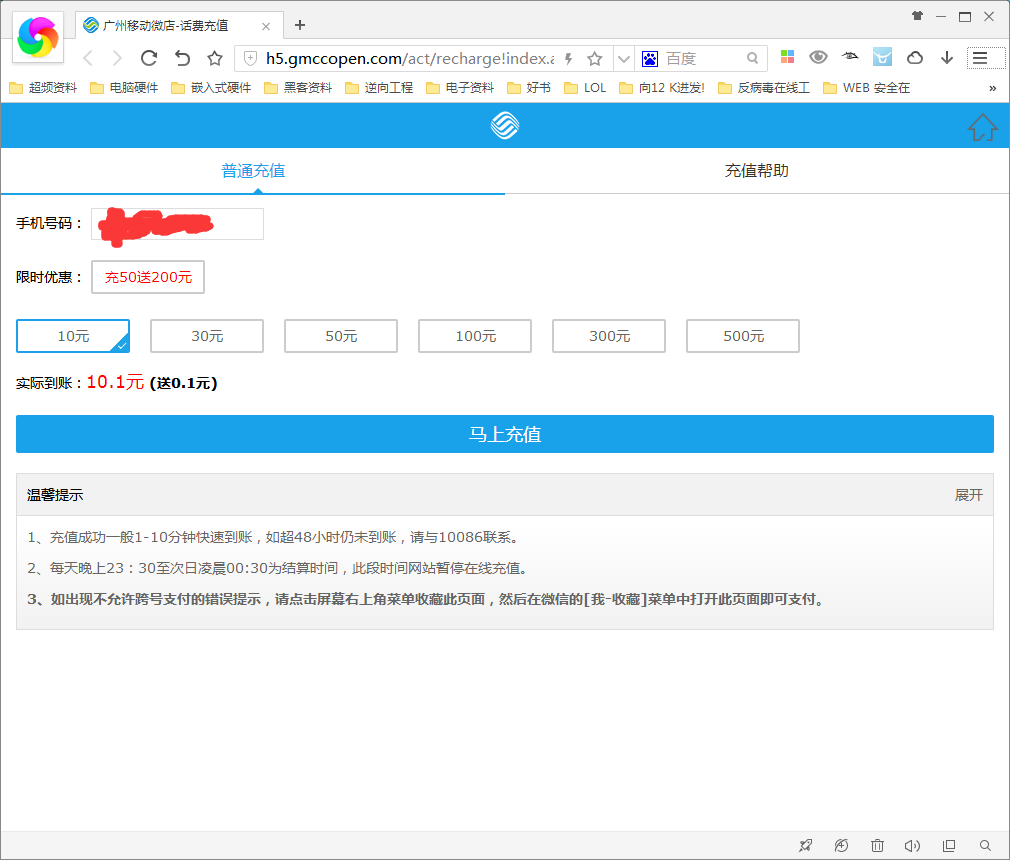 广州移动微店-话费充值
h5.gmccopen.com/act/recharge!index.a
百度
超频资料 电脑硬件 嵌入式硬件 黑客资料 逆向工程 电子资料 好书 LOL 向12 K进发! 反病毒在线工 WEB 安全在 »
普通充值 充值帮助
手机号码：
限时优惠： 充50送200元
10元 30元 50元 100元 300元 500元
实际到账：10.1元 (送0.1元)
马上充值
温馨提示 展开
1、充值成功一般1-10分钟快速到账，如超48小时仍未到账，请与10086联系。
2、每天晚上23：30至次日凌晨00:30为结算时间，此段时间网站暂停在线充值。
3、如出现不允许跨号支付的错误提示，请点击屏幕右上角菜单收藏此页面，然后在微信的[我-收藏]菜单中打开此页面即可支付。